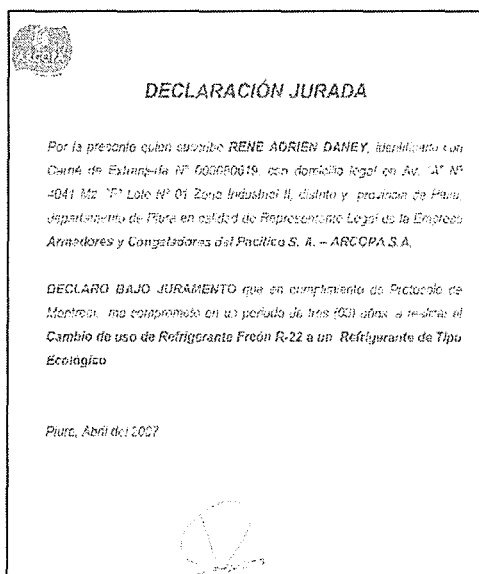 DECLARACIÓN JURADA
Por la presente quien suscribe RENE ADRIEN DANEY, identificado con
Carné de Extranjería Nº con domicilio legal en Av. "A" Nº
4041 Mz. "F" Lote Nº 01 Zona Industrial II, distrito y provincia de Piura,
departamento de Piura en calidad de Representante Legal de la Empresa
Armadores y Congeladores del Pacífico S. A. – ARCOPA S.A.
DECLARO BAJO JURAMENTO que en cumplimiento de Protocolo de
Montreal, me comprometo en un periodo de tres (03) años a realizar el
Cambio de uso de Refrigerante Freón R-22 a un Refrigerante de Tipo
Ecológico
Piura, Abril del 2007